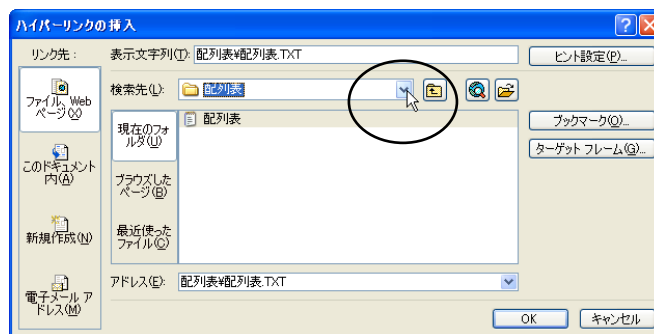 ハイパーリンクの挿入
リンク先：
表示文字列(T): 配列表¥配列表.TXT
ヒント設定(P)...
ファイル、Web
ページ(X)
検索先(L):
配列表
現在のフォ
ルダ(U)
配列表
ブックマーク(O)...
ターゲット フレーム(G)...
このドキュメント
内(A)
ブラウズした
ページ(B)
新規作成(N)
最近使った
ファイル(C)
電子メール ア
ドレス(M)
アドレス(E):
配列表¥配列表.TXT
OK
キャンセル